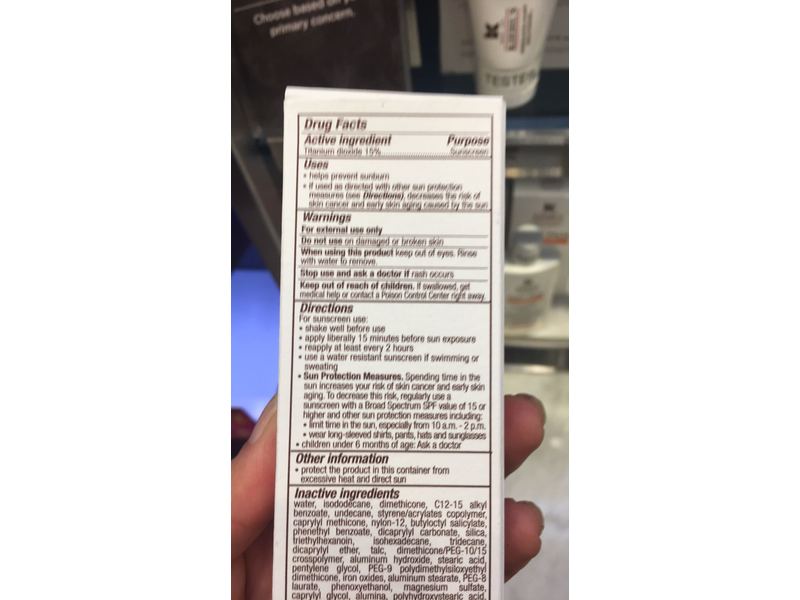 Choose based on
primary concern.
K
TESTER
Drug Facts
Active ingredient Purpose
Titanium dioxide 15% Sunscreen
Uses
• helps prevent sunburn
• if used as directed with other sun protection
measures (see Directions), decreases the risk of
skin cancer and early skin aging caused by the sun
Warnings
For external use only
Do not use on damaged or broken skin
When using this product keep out of eyes. Rinse
with water to remove.
Stop use and ask a doctor if rash occurs
Keep out of reach of children. If swallowed, get
medical help or contact a Poison Control Center right away.
Directions
For sunscreen use:
• shake well before use
• apply liberally 15 minutes before sun exposure
• reapply at least every 2 hours
• use a water resistant sunscreen if swimming or
sweating
• Sun Protection Measures. Spending time in the
sun increases your risk of skin cancer and early skin
aging. To decrease this risk, regularly use a
sunscreen with a Broad Spectrum SPF value of 15 or
higher and other sun protection measures including:
• limit time in the sun, especially from 10 a.m. - 2 p.m.
• wear long-sleeved shirts, pants, hats and sunglasses
• children under 6 months of age: Ask a doctor
Other information
• protect the product in this container from
excessive heat and direct sun
Inactive ingredients
water, isododecane, dimethicone, C12-15 alkyl
benzoate, undecane, styrene/acrylates copolymer,
caprylyl methicone, nylon-12, butyloctyl salicylate,
phenethyl benzoate, dicaprylyl carbonate, silica,
triethylhexanoin, isohexadecane, tridecane,
dicaprylyl ether, talc, dimethicone/PEG-10/15
crosspolymer, aluminum hydroxide, stearic acid,
pentylene glycol, PEG-9 polydimethylsiloxyethyl
dimethicone, iron oxides, aluminum stearate, PEG-8
laurate, phenoxyethanol, magnesium sulfate,
caprylyl glycol, alumina, polyhydroxystearic acid,